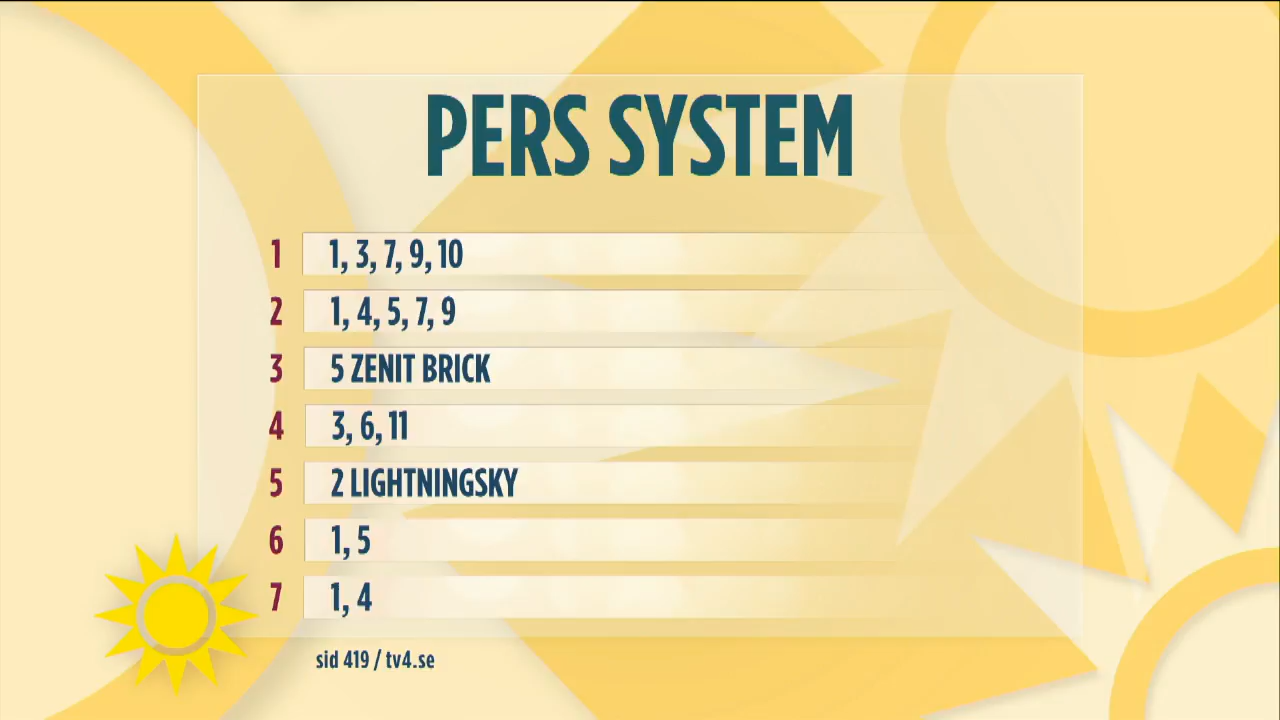 PERS SYSTEM
1 1, 3, 7, 9, 10
2 1, 4, 5, 7, 9
3 5 ZENIT BRICK
4 3, 6, 11
5 2 LIGHTNINGSKY
6 1, 5
7 1, 4
sid 419 / tv4.se